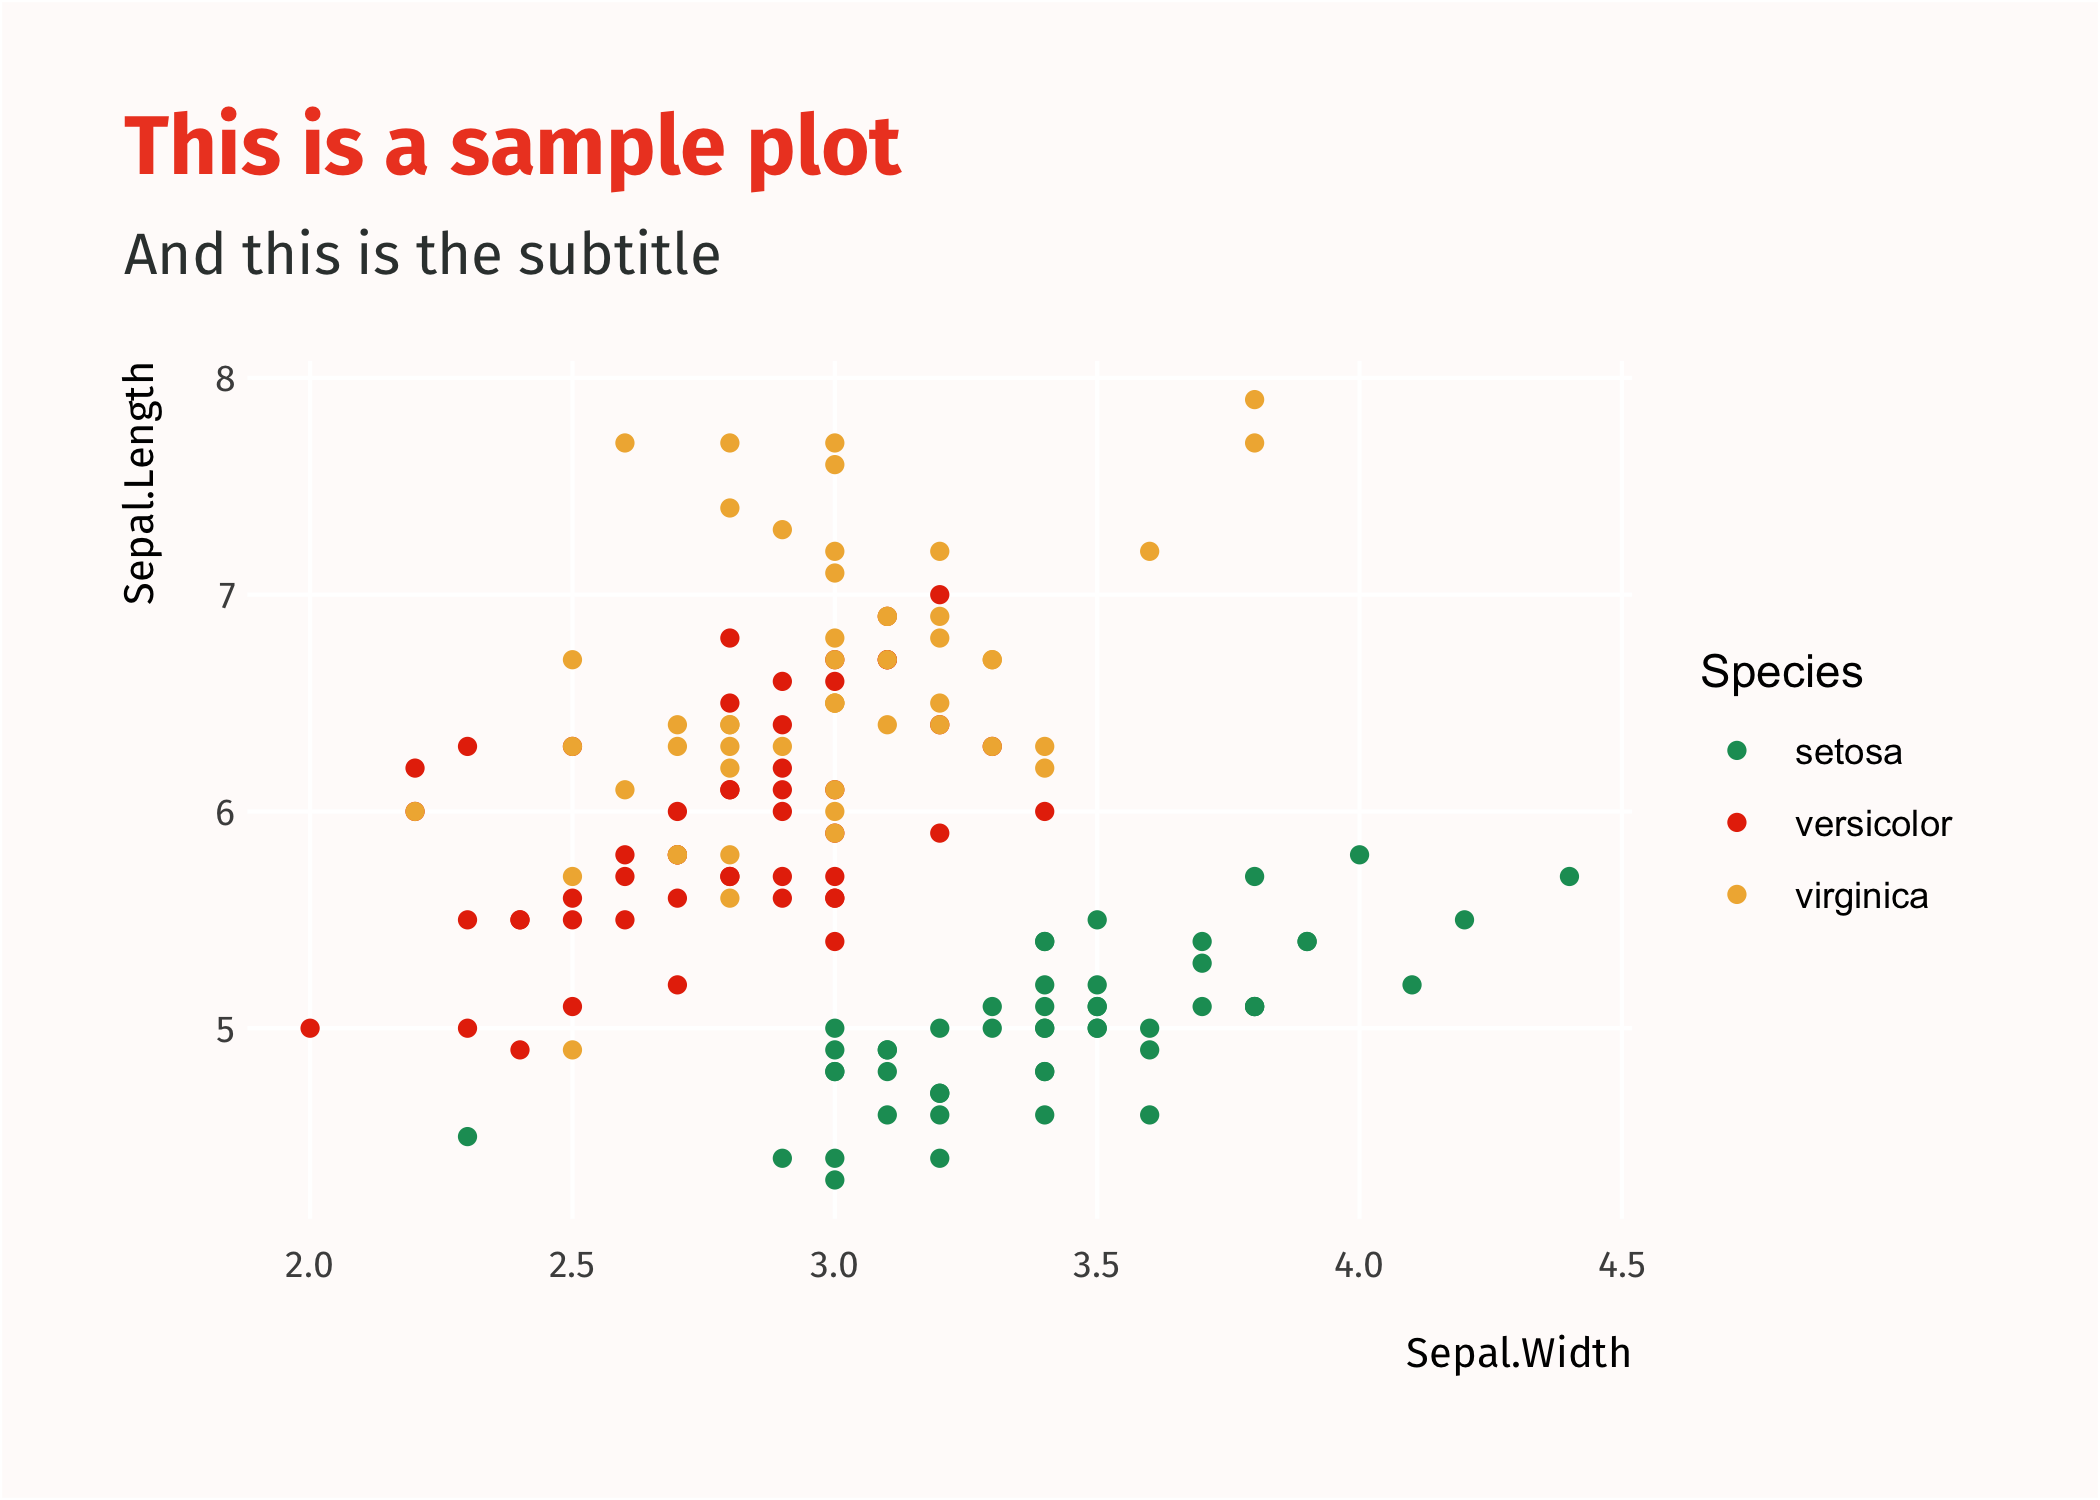 This is a sample plot
And this is the subtitle
Sepal.Length
8
7
6
5
2.0 2.5 3.0 3.5 4.0 4.5
Sepal.Width
Species
setosa
versicolor
virginica